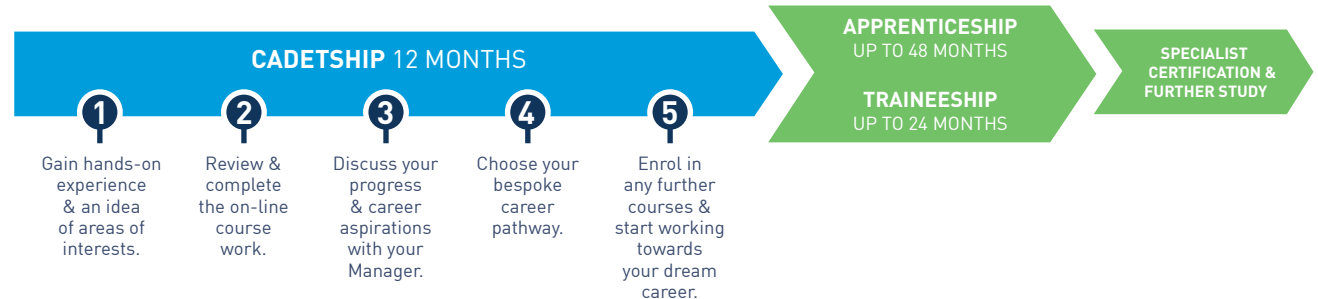 CADETSHIP 12 MONTHS
1
Gain hands-on
experience
& an idea
of areas of
interests.
2
Review &
complete
the on-line
course
work.
3
Discuss your
progress
& career
aspirations
with your
Manager.
4
Choose your
bespoke
career
pathway.
5
Enrol in
any further
courses &
start working
towards
your dream
career.
APPRENTICESHIP
UP TO 48 MONTHS
TRAINEESHIP
UP TO 24 MONTHS
SPECIALIST
CERTIFICATION &
FURTHER STUDY